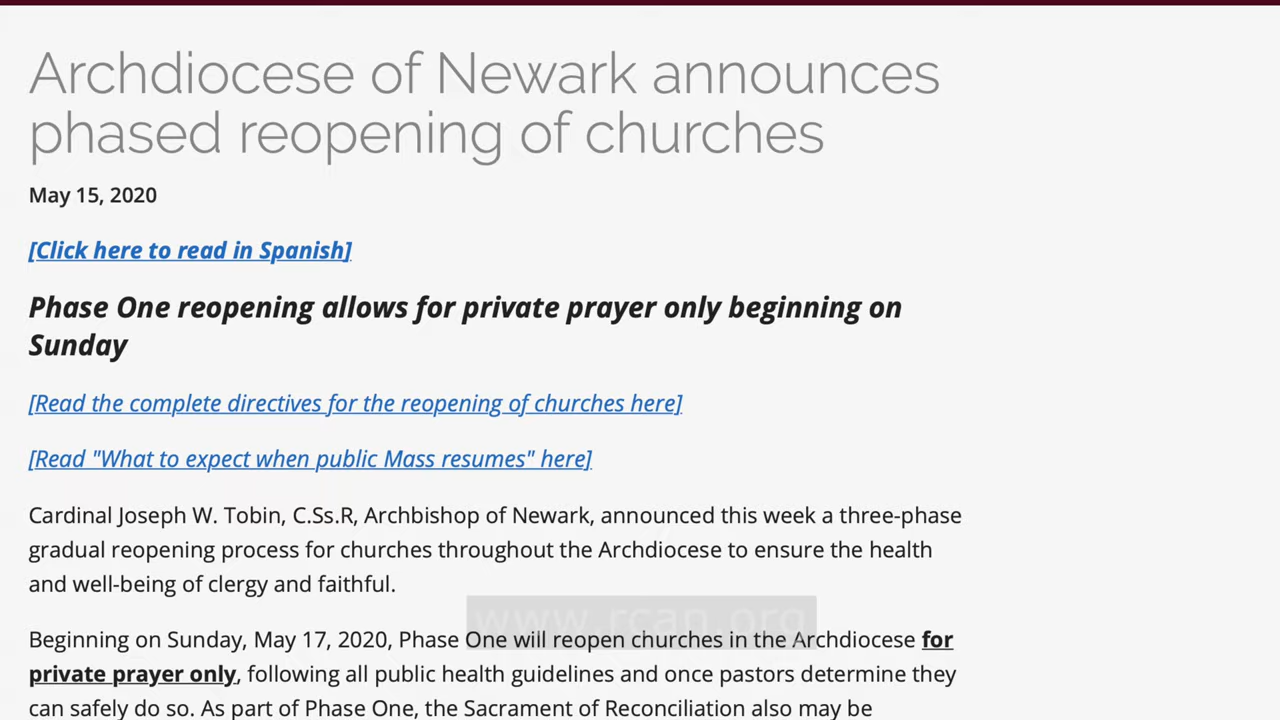 Archdiocese of Newark announces
phased reopening of churches
May 15, 2020
[Click here to read in Spanish]
Phase One reopening allows for private prayer only beginning on
Sunday
[Read the complete directives for the reopening of churches here]
[Read "What to expect when public Mass resumes" here]
Cardinal Joseph W. Tobin, C.Ss.R, Archbishop of Newark, announced this week a three-phase
gradual reopening process for churches throughout the Archdiocese to ensure the health
and well-being of clergy and faithful.
www.rcan.org
Beginning on Sunday, May 17, 2020, Phase One will reopen churches in the Archdiocese for
private prayer only, following all public health guidelines and once pastors determine they
can safely do so. As part of Phase One, the Sacrament of Reconciliation also may be